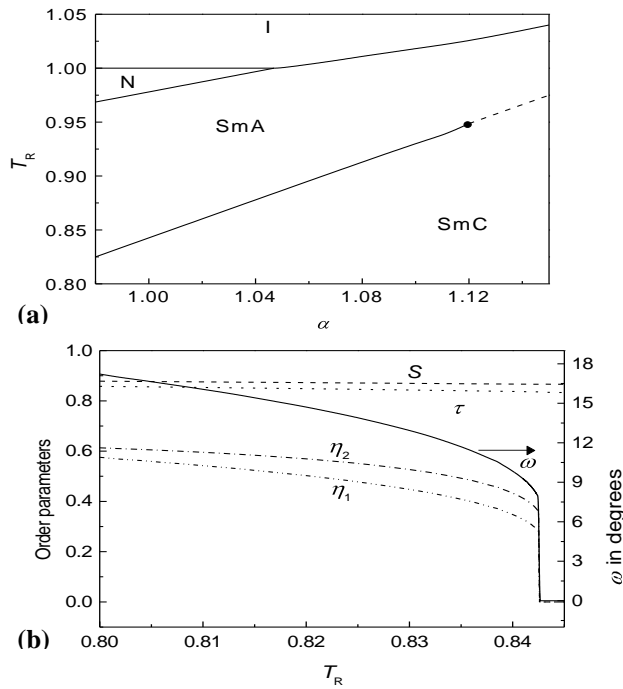 1.05
1.00
0.95
0.90
0.85
0.80
T_R
I
N
SmA
SmC
1.00
1.04
1.08
1.12
(a)
α
1.0
0.8
0.6
0.4
0.2
0.0
Order parameters
S
τ
η₂
η₁
ω
18
15
12
9
6
3
0
ω in degrees
0.80
0.81
0.82
0.83
0.84
(b)
T_R